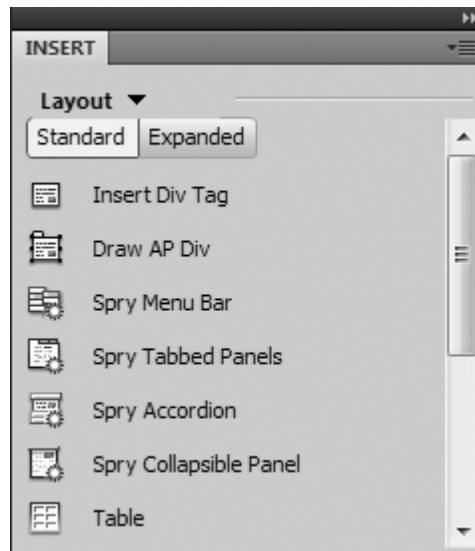 INSERT
Layout
Standard Expanded
Insert Div Tag
Draw AP Div
Spry Menu Bar
Spry Tabbed Panels
Spry Accordion
Spry Collapsible Panel
Table